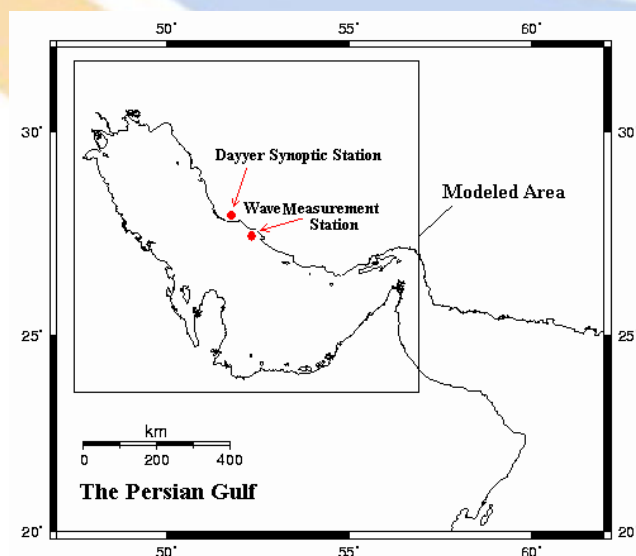 50˚ 55˚ 60˚
30˚ 30˚
Dayyer Synoptic Station
Modeled Area
Wave Measurement
Station
25˚ 25˚
km
0 200 400
The Persian Gulf
20˚ 20˚
50˚ 55˚ 60˚